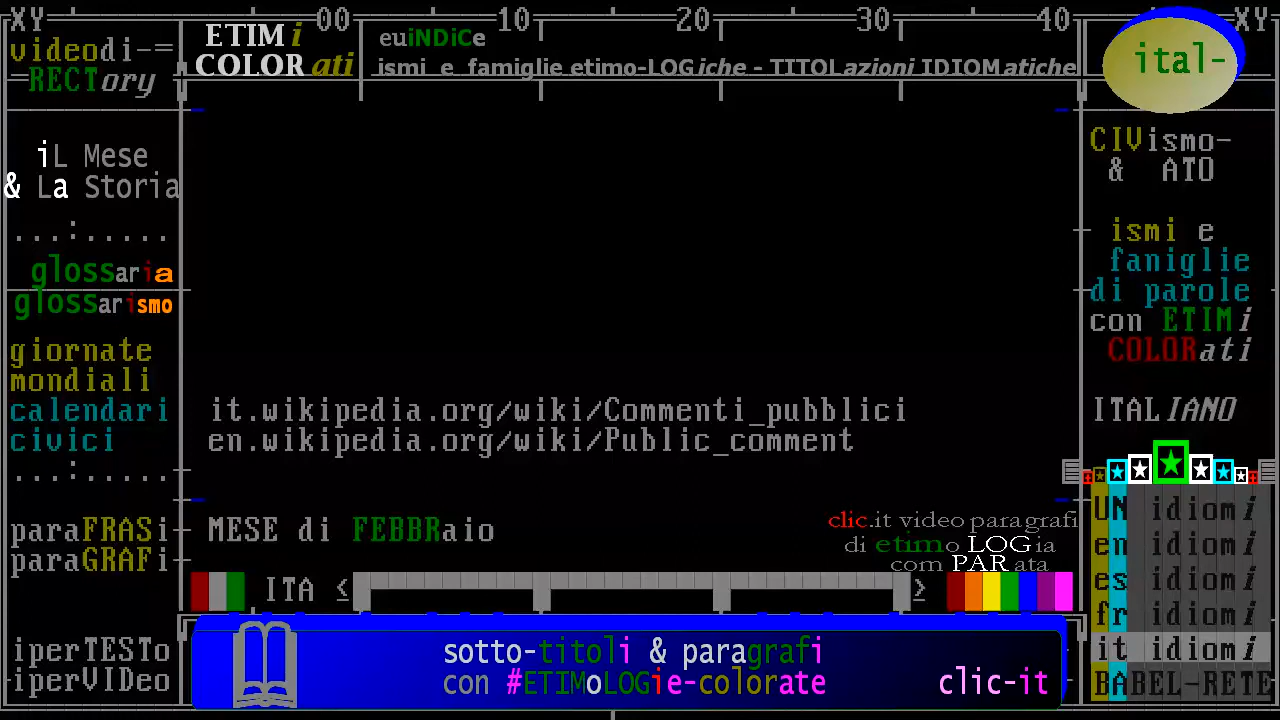 XY 00 10 20 30 40 XY
videodi-=
=RECTory
ETIMi
COLORati
euiNDiCe
ismi e famiglie etimo-LOGiche - TITOLazioni IDIOMatiche
ital-
iL Mese
& La Storia
...:.....
glossaria
glossarismo
giornate
mondiali
calendari
civici
...:.....
paraFRASi
paraGRAFi
iperTESTo
-iperVIDeo
it.wikipedia.org/wiki/Commenti_pubblici
en.wikipedia.org/wiki/Public_comment
MESE di FEBBRaio
clic.it video paragrafi
di etimo LOGia
com PARata
ITA < >
sotto-titoli & paragrafi
con #ETIMoLOGie-colorate
clic-it
CIVismo-
& ATO
ismi e
faniglie
di parole
con ETIMi
COLORati
ITALIANO
UN idiomi
en idiomi
es idiomi
fr idiomi
it idiomi
BABEL-RETE